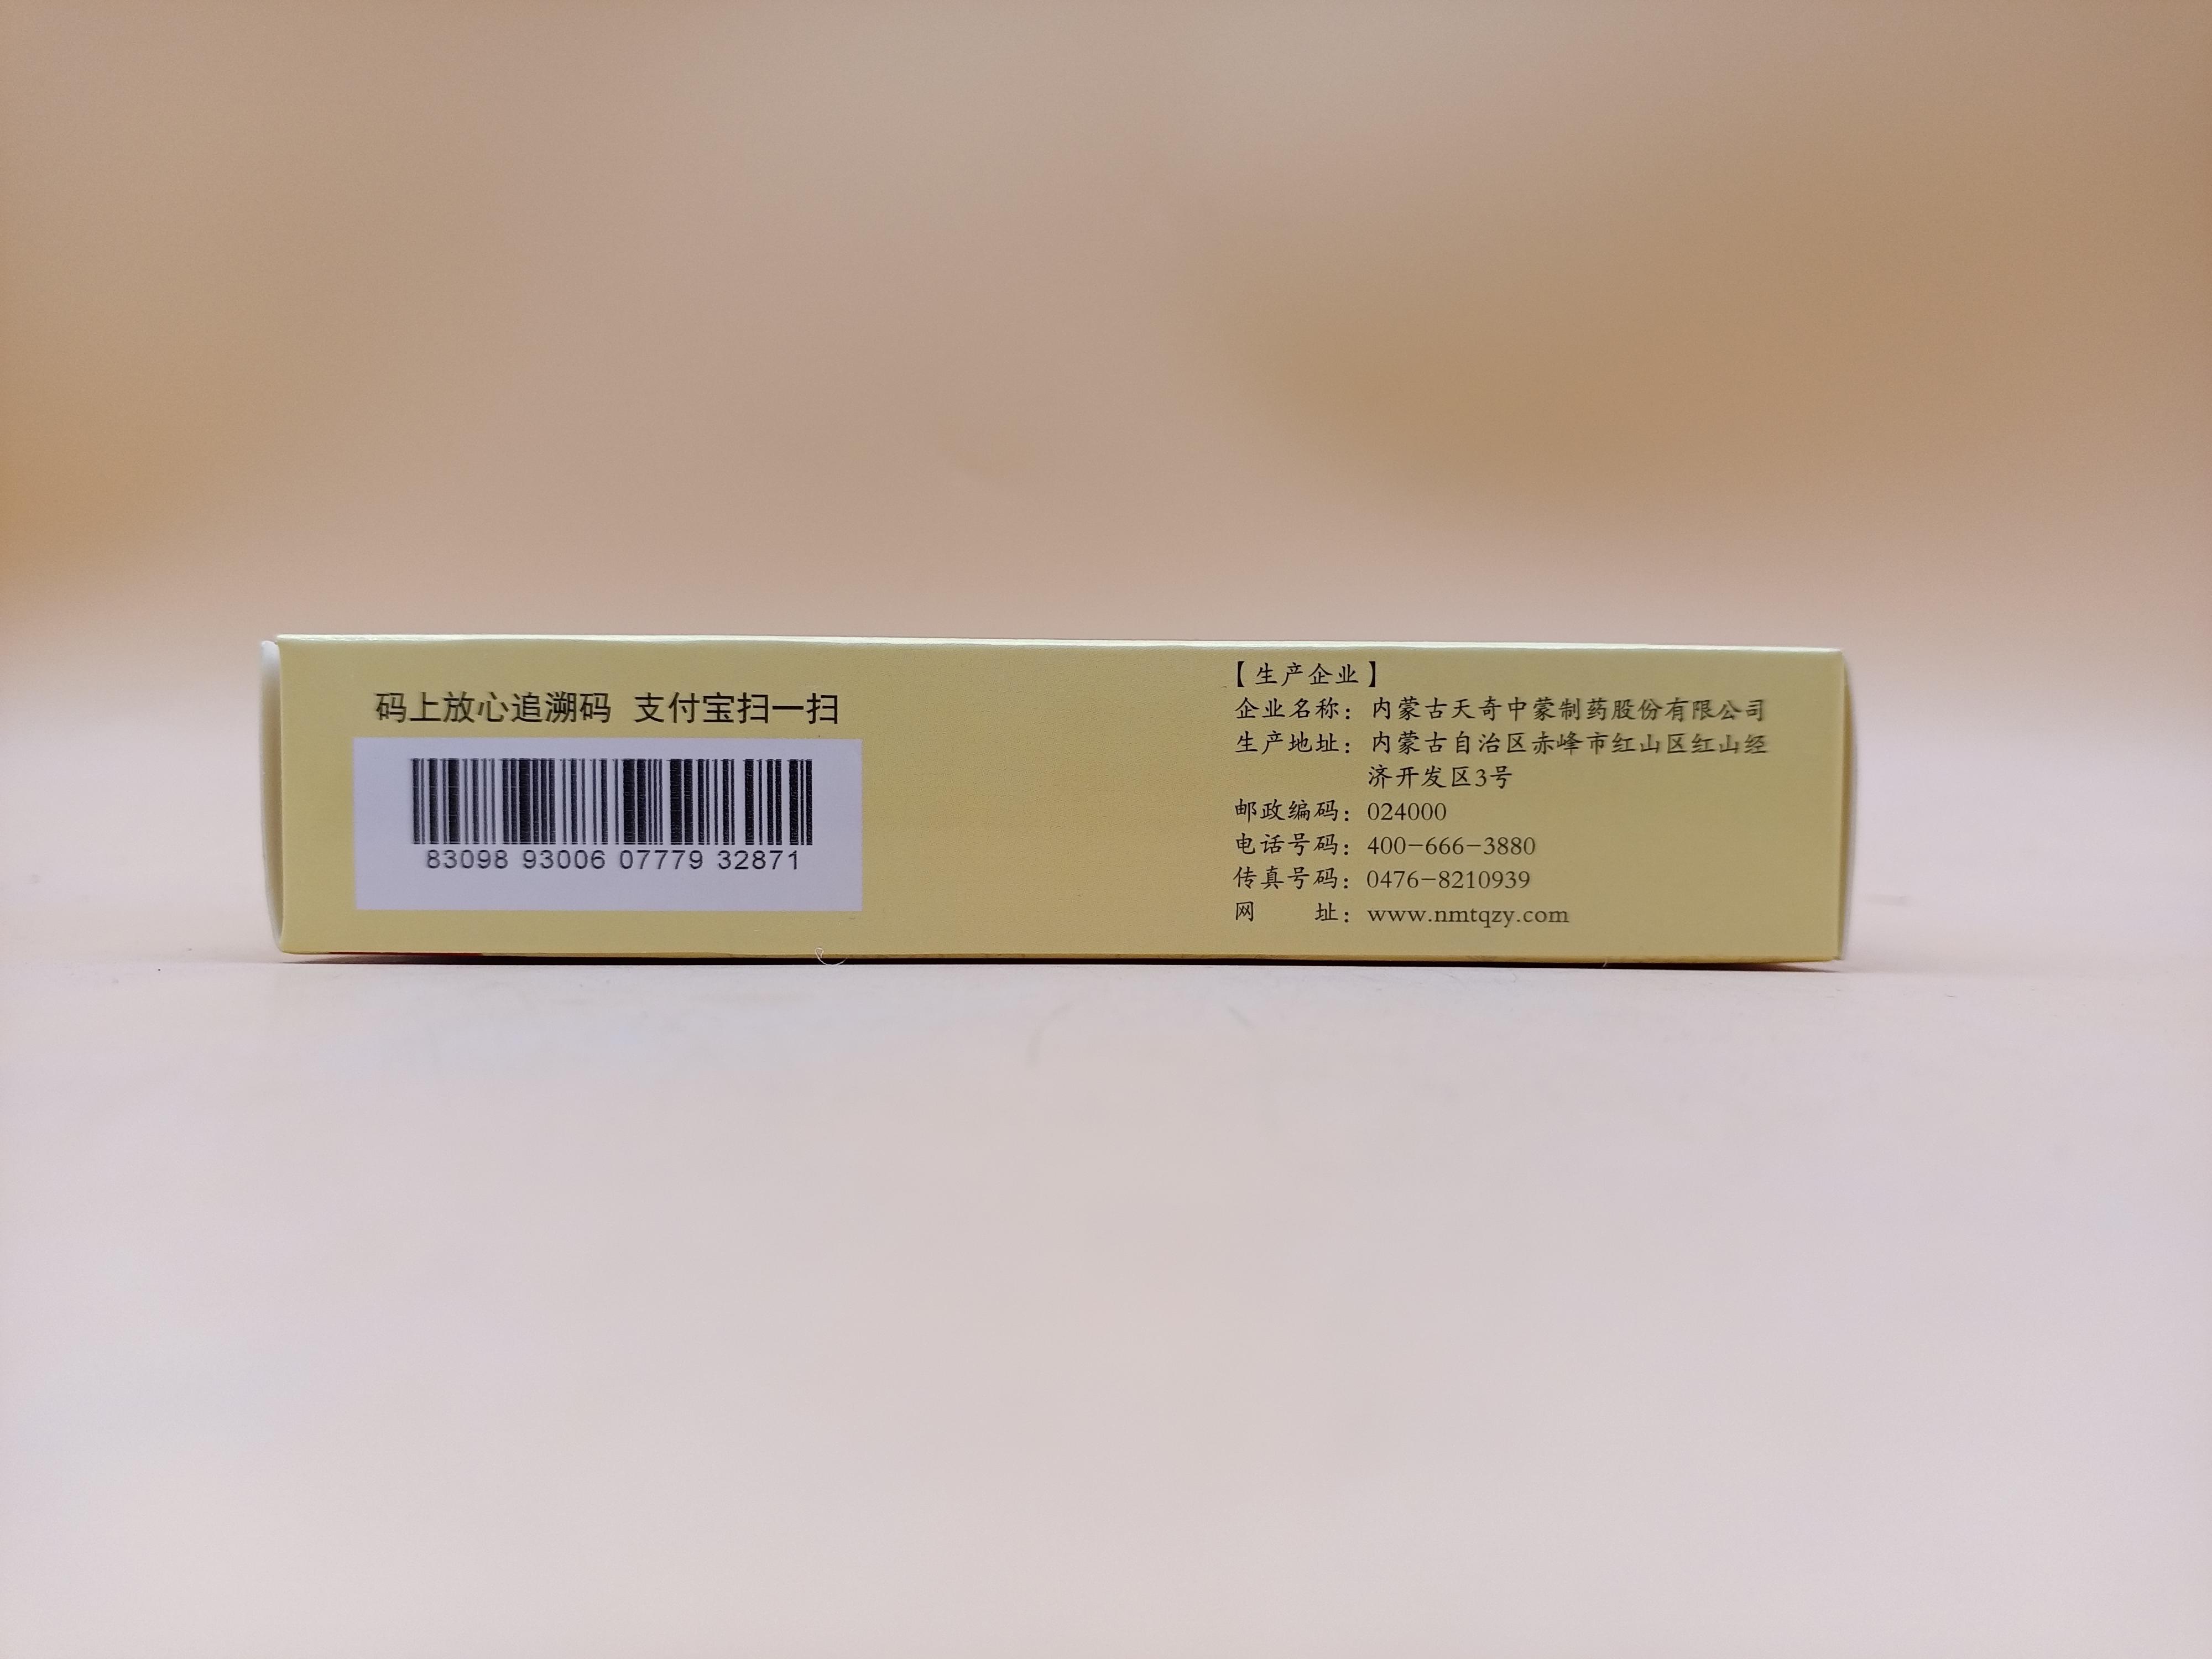 码上放心追溯码 支付宝扫一扫
83098 93006 07779 32871
【生产企业】
企业名称：内蒙古天奇中蒙制药股份有限公司
生产地址：内蒙古自治区赤峰市红山区红山经
济开发区3号
邮政编码：024000
电话号码：400-666-3880
传真号码：0476-8210939
网 址：www.nmtqzy.com